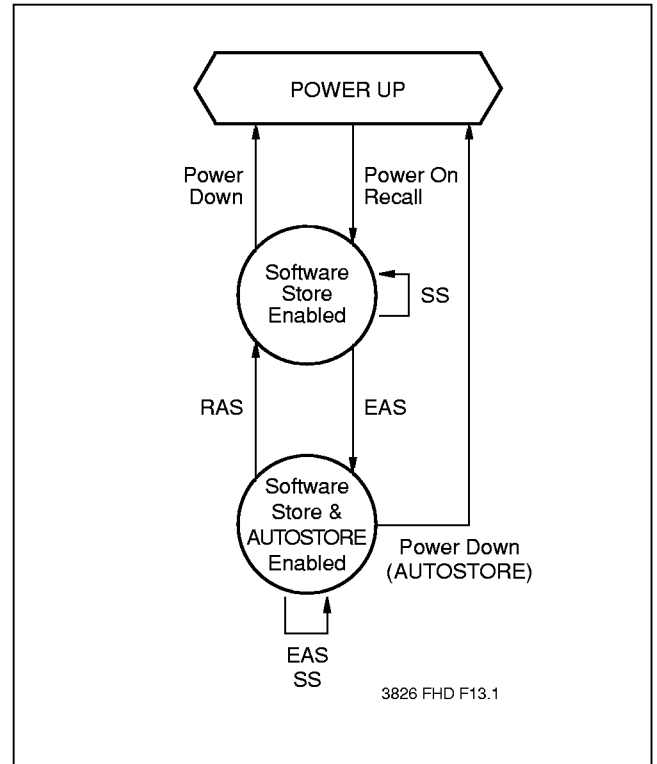 POWER UP
Power
Down
Power On
Recall
Software
Store
Enabled
SS
RAS
EAS
Software
Store &
AUTOSTORE
Enabled
Power Down
(AUTOSTORE)
EAS
SS
3826 FHD F13.1